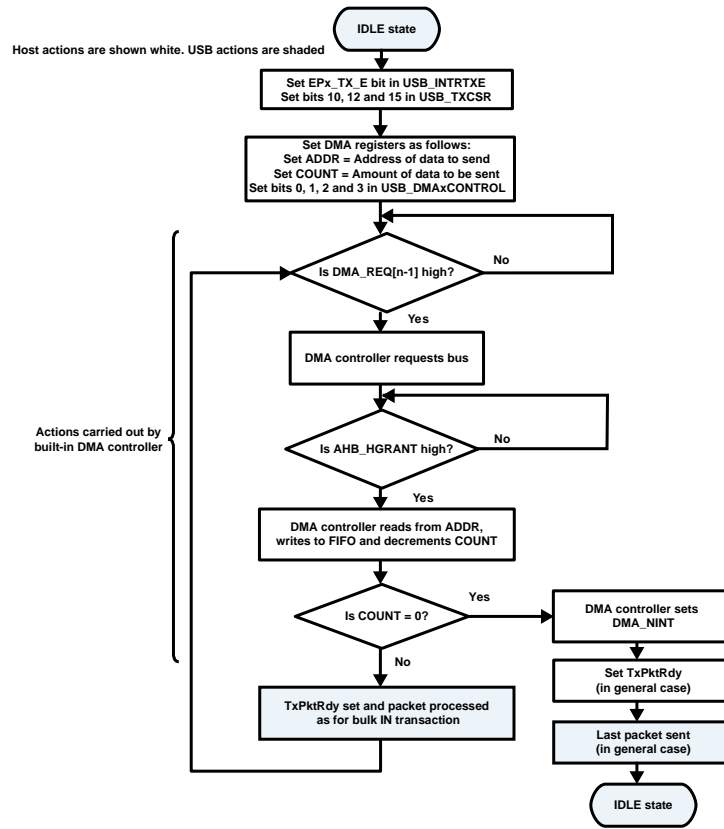 IDLE state
Host actions are shown white. USB actions are shaded
Set EPx_TX_E bit in USB_INTRTXE
Set bits 10, 12 and 15 in USB_TXCSR
Set DMA registers as follows:
Set ADDR = Address of data to send
Set COUNT = Amount of data to be sent
Set bits 0, 1, 2 and 3 in USB_DMAxCONTROL
Is DMA_REQ[n-1] high?
No
Yes
DMA controller requests bus
Is AHB_HGRANT high?
No
Actions carried out by
built-in DMA controller
Yes
DMA controller reads from ADDR,
writes to FIFO and decrements COUNT
Is COUNT = 0?
Yes
DMA controller sets
DMA_NINT
No
Set TxPktRdy
(in general case)
TxPktRdy set and packet processed
as for bulk IN transaction
Last packet sent
(in general case)
IDLE state